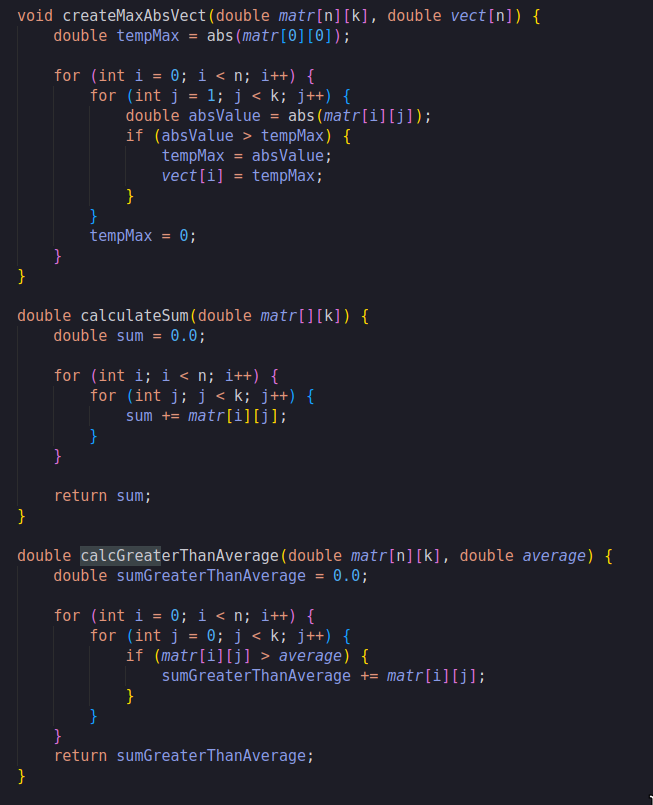 void createMaxAbsVect(double matr[n][k], double vect[n]) {
    double tempMax = abs(matr[0][0]);

    for (int i = 0; i < n; i++) {
        for (int j = 1; j < k; j++) {
            double absValue = abs(matr[i][j]);
            if (absValue > tempMax) {
                tempMax = absValue;
                vect[i] = tempMax;
            }
        }
        tempMax = 0;
    }
}

double calculateSum(double matr[][k]) {
    double sum = 0.0;

    for (int i; i < n; i++) {
        for (int j; j < k; j++) {
            sum += matr[i][j];
        }
    }

    return sum;
}

double calcGreaterThanAverage(double matr[n][k], double average) {
    double sumGreaterThanAverage = 0.0;

    for (int i = 0; i < n; i++) {
        for (int j = 0; j < k; j++) {
            if (matr[i][j] > average) {
                sumGreaterThanAverage += matr[i][j];
            }
        }
    }
    return sumGreaterThanAverage;
}